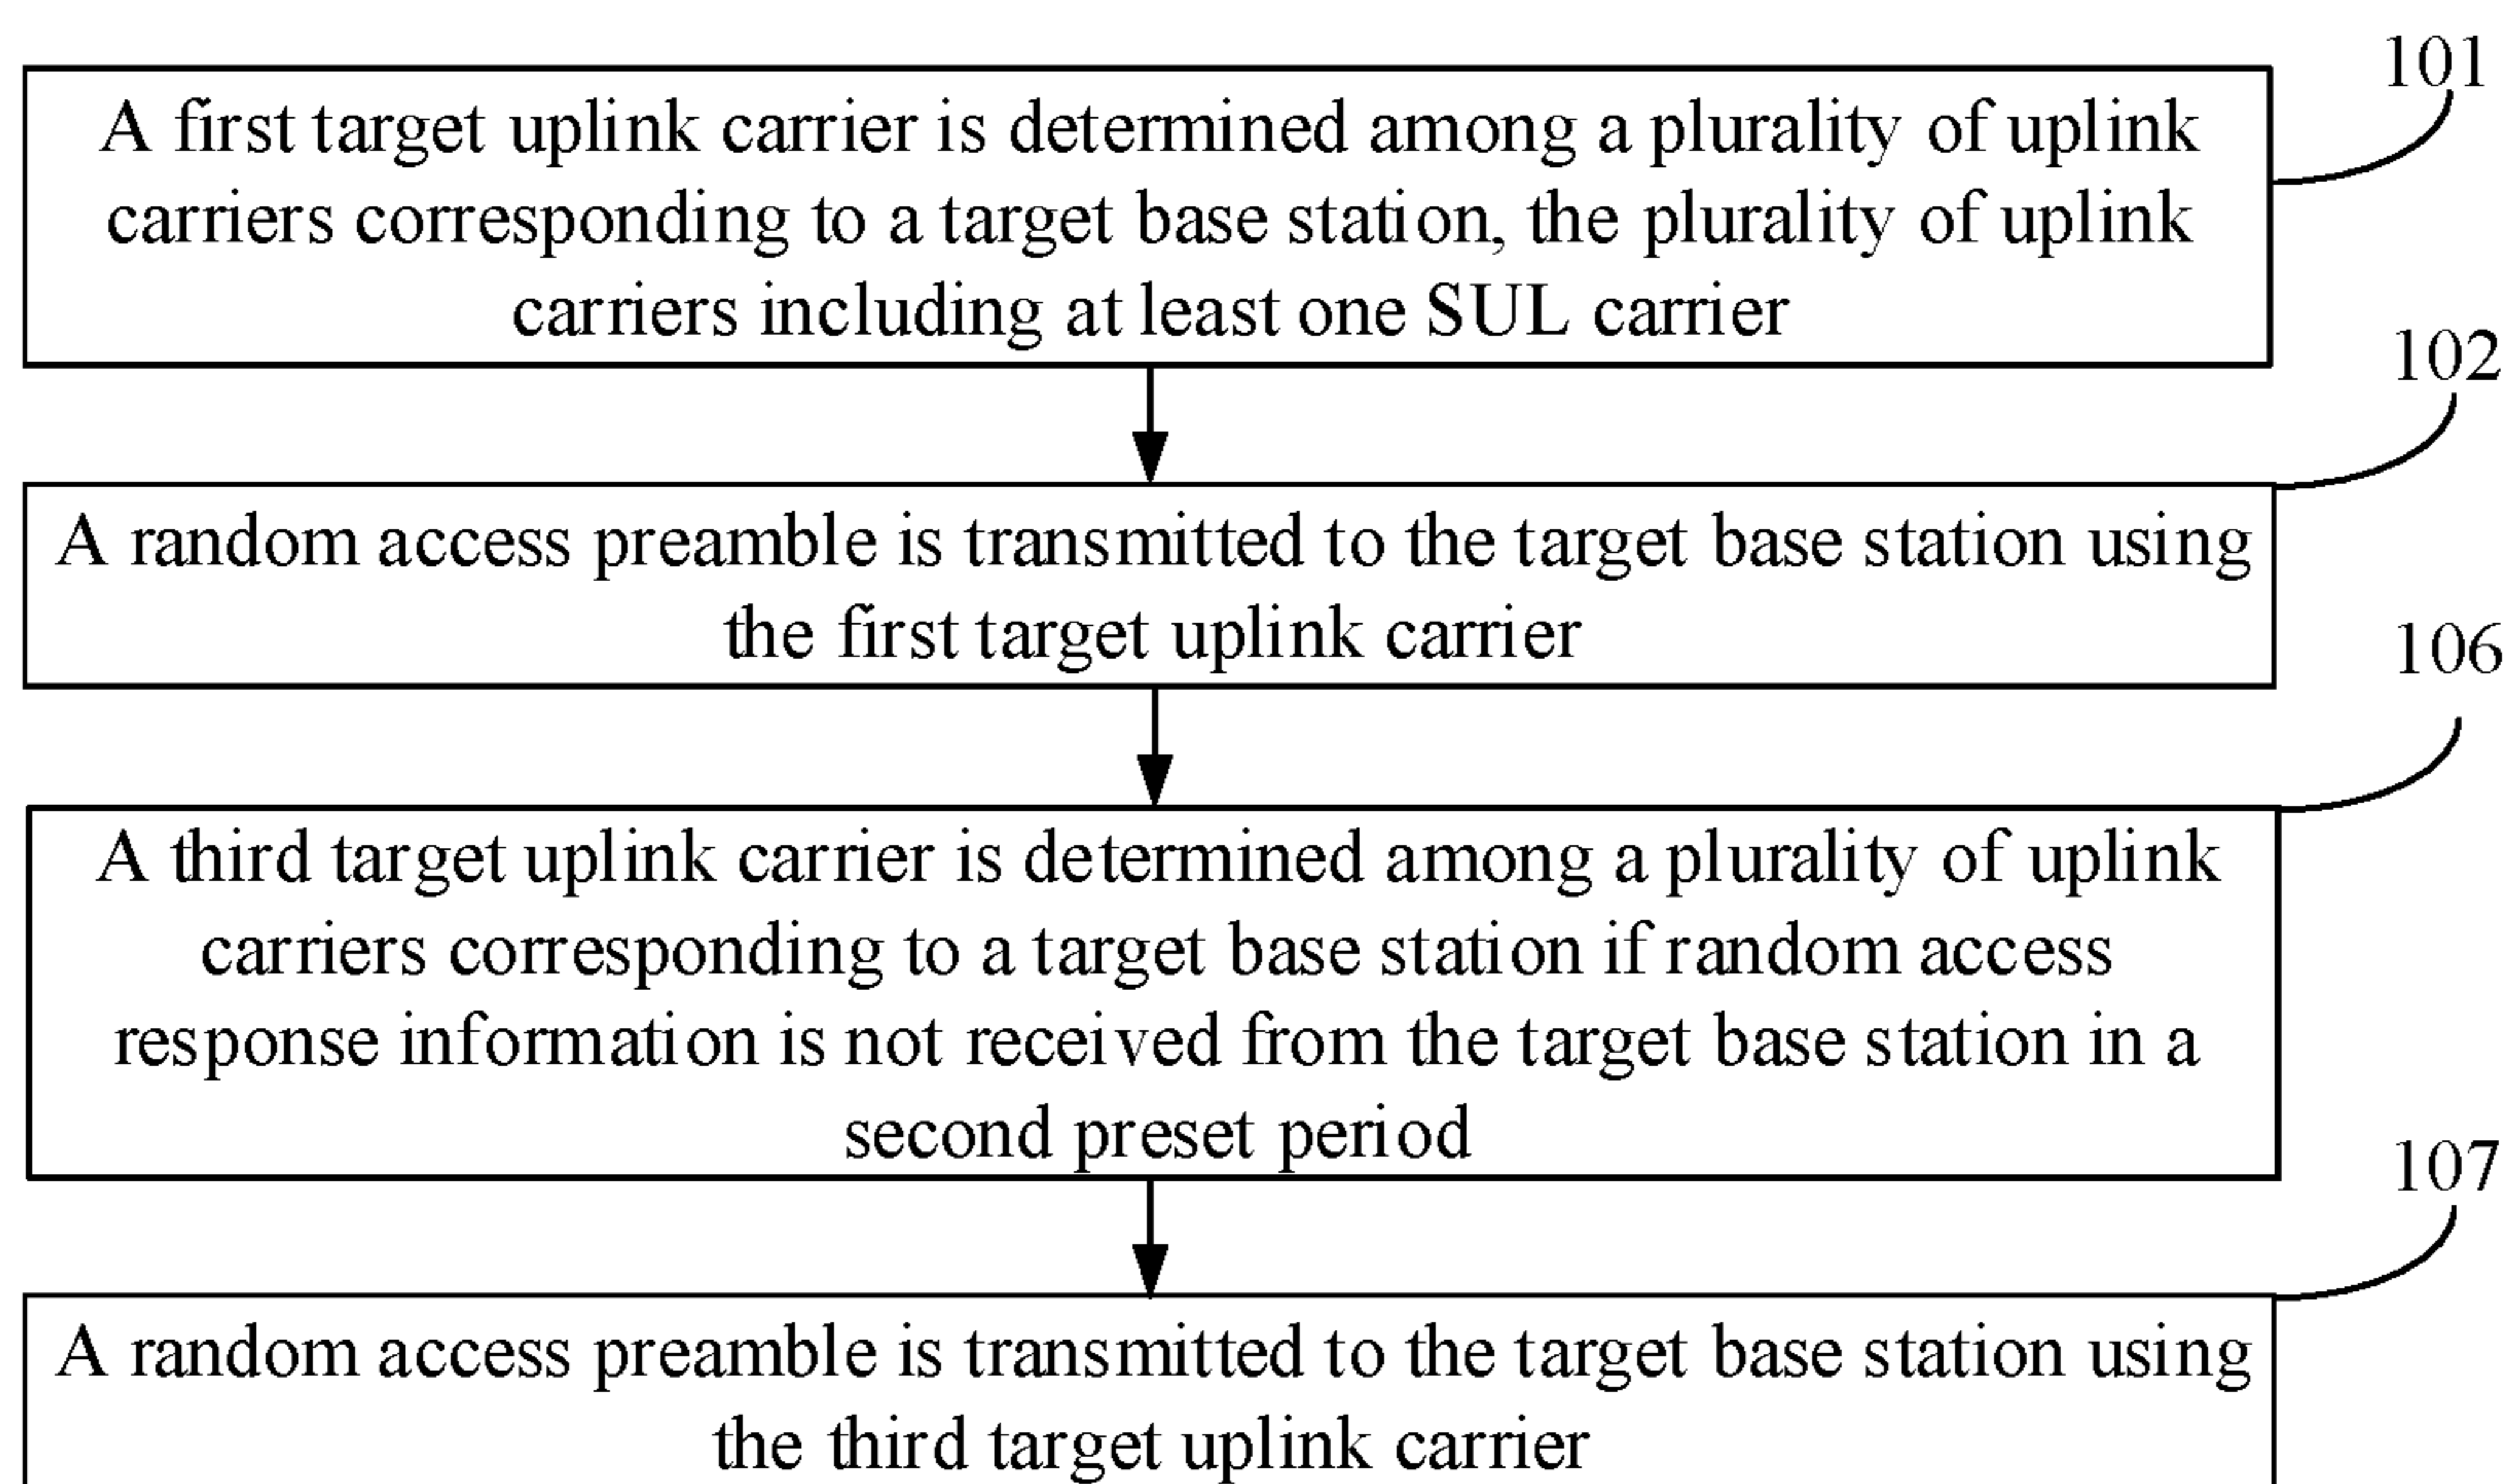 101
A first target uplink carrier is determined among a plurality of uplink
carriers corresponding to a target base station, the plurality of uplink
carriers including at least one SUL carrier
102
A random access preamble is transmitted to the target base station using
the first target uplink carrier
106
A third target uplink carrier is determined among a plurality of uplink
carriers corresponding to a target base station if random access
response information is not received from the target base station in a
second preset period
107
A random access preamble is transmitted to the target base station using
the third target uplink carrier